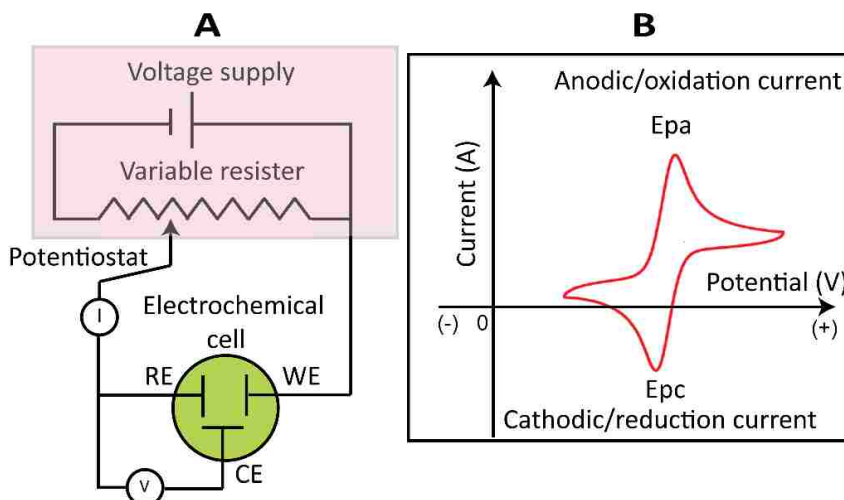 A
Voltage supply
Variable resister
Potentiostat
I
Electrochemical
cell
RE
WE
CE
V
B
Anodic/oxidation current
Epa
Current (A)
Potential (V)
(-)
0
(+)
Epc
Cathodic/reduction current